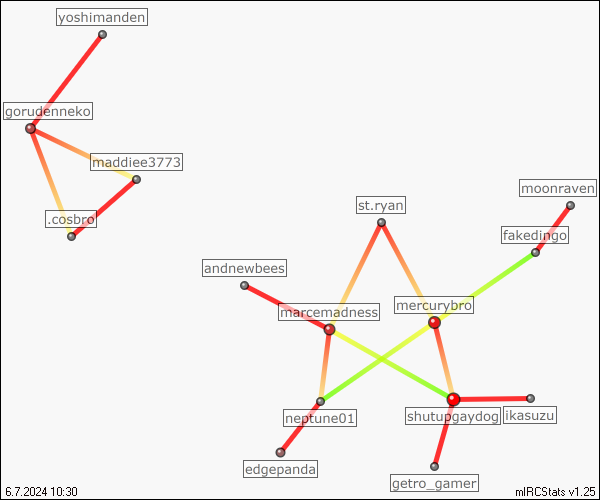 yoshimanden
gorudenneko
maddiee3773
moonraven
st.ryan
.cosbro
fakedingo
andnewbees
mercurybro
marcemadness
neptune01
shutupgaydog
ikasuzu
edgepanda
getro_gamer
6.7.2024 10:30
mIRCStats v1.25